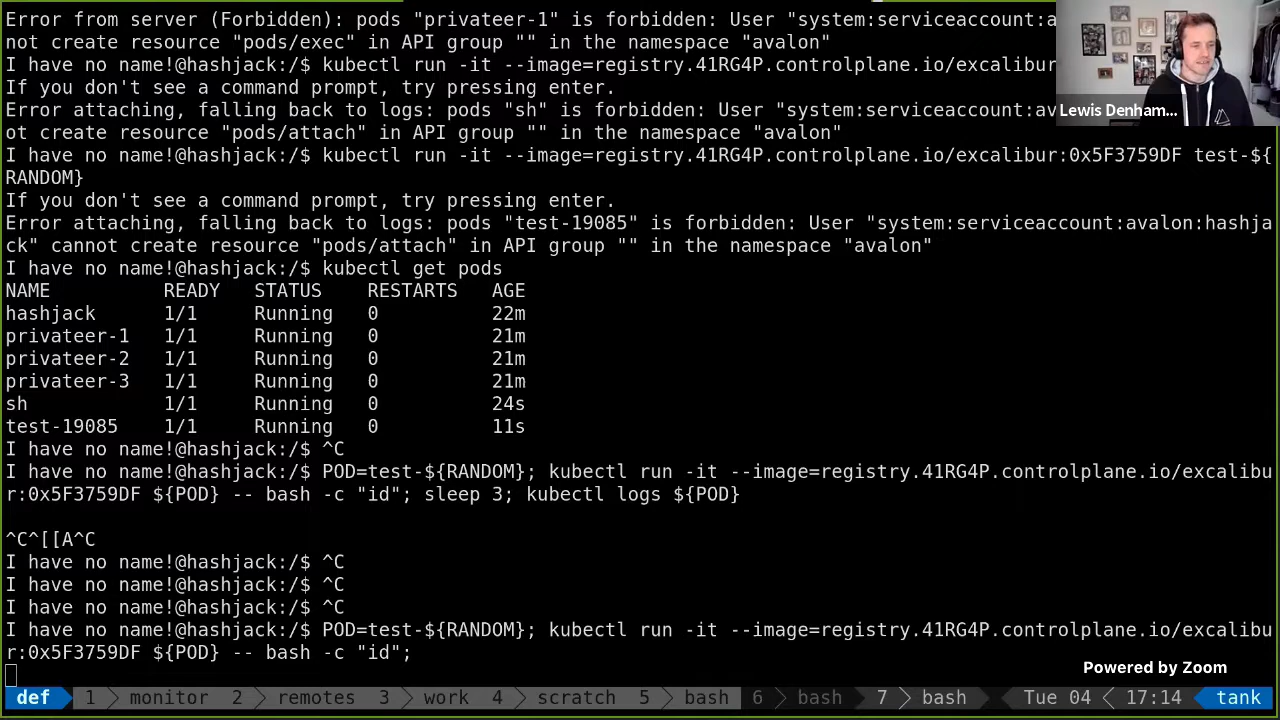 Error from server (Forbidden): pods "privateer-1" is forbidden: User "system:serviceaccount:a
not create resource "pods/exec" in API group "" in the namespace "avalon"
I have no name!@hashjack:/$ kubectl run -it --image=registry.41RG4P.controlplane.io/excalibur
If you don't see a command prompt, try pressing enter.
Error attaching, falling back to logs: pods "sh" is forbidden: User "system:serviceaccount:av
ot create resource "pods/attach" in API group "" in the namespace "avalon"
I have no name!@hashjack:/$ kubectl run -it --image=registry.41RG4P.controlplane.io/excalibur:0x5F3759DF test-${
RANDOM}
If you don't see a command prompt, try pressing enter.
Error attaching, falling back to logs: pods "test-19085" is forbidden: User "system:serviceaccount:avalon:hashja
ck" cannot create resource "pods/attach" in API group "" in the namespace "avalon"
I have no name!@hashjack:/$ kubectl get pods
NAME READY STATUS RESTARTS AGE
hashjack 1/1 Running 0 22m
privateer-1 1/1 Running 0 21m
privateer-2 1/1 Running 0 21m
privateer-3 1/1 Running 0 21m
sh 1/1 Running 0 24s
test-19085 1/1 Running 0 11s
I have no name!@hashjack:/$ ^C
I have no name!@hashjack:/$ POD=test-${RANDOM}; kubectl run -it --image=registry.41RG4P.controlplane.io/excalibu
r:0x5F3759DF ${POD} -- bash -c "id"; sleep 3; kubectl logs ${POD}
^C^[[A^C
I have no name!@hashjack:/$ ^C
I have no name!@hashjack:/$ ^C
I have no name!@hashjack:/$ ^C
I have no name!@hashjack:/$ POD=test-${RANDOM}; kubectl run -it --image=registry.41RG4P.controlplane.io/excalibu
r:0x5F3759DF ${POD} -- bash -c "id";
Lewis Denham...
Powered by Zoom
def 1 monitor 2 remotes 3 work 4 scratch 5 bash 6 bash 7 bash Tue 04 17:14 tank